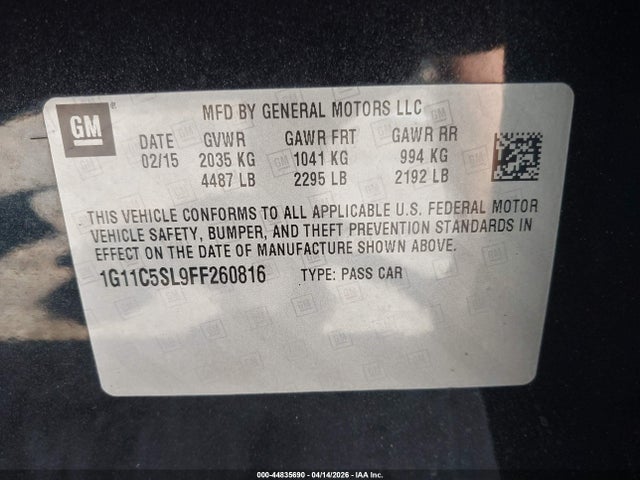 GM
®
MFD BY GENERAL MOTORS LLC
DATE GVWR GAWR FRT GAWR RR
02/15 2035 KG 1041 KG 994 KG
4487 LB 2295 LB 2192 LB
THIS VEHICLE CONFORMS TO ALL APPLICABLE U.S. FEDERAL MOTOR
VEHICLE SAFETY, BUMPER, AND THEFT PREVENTION STANDARDS IN
EFFECT ON THE DATE OF MANUFACTURE SHOWN ABOVE.
1G11C5SL9FF260816 TYPE: PASS CAR
000-44835690 - 04/14/2026 - IAA Inc.